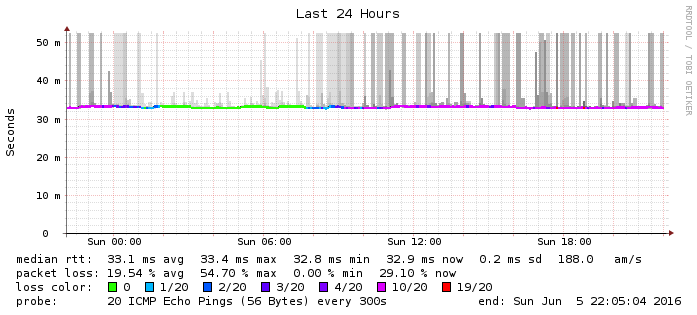 Last 24 Hours
RRDTOOL / TOBI OETIKER
Seconds
50 m
40 m
30 m
20 m
10 m
0
Sun 00:00 Sun 06:00 Sun 12:00 Sun 18:00
median rtt: 33.1 ms avg 33.4 ms max 32.8 ms min 32.9 ms now 0.2 ms sd 188.0 am/s
packet loss: 19.54 % avg 54.70 % max 0.00 % min 29.10 % now
loss color: 0 1/20 2/20 3/20 4/20 10/20 19/20
probe: 20 ICMP Echo Pings (56 Bytes) every 300s end: Sun Jun 5 22:05:04 2016